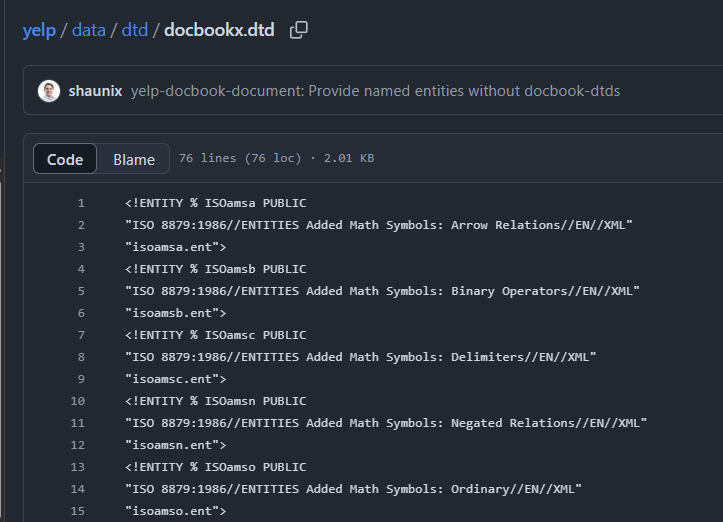 yelp / data / dtd / docbookx.dtd
shaunix yelp-docbook-document: Provide named entities without docbook-dtds
Code Blame 76 lines (76 loc) · 2.01 KB
1 <!ENTITY % ISOamsa PUBLIC
2 "ISO 8879:1986//ENTITIES Added Math Symbols: Arrow Relations//EN//XML"
3 "isoamsa.ent">
4 <!ENTITY % ISOamsb PUBLIC
5 "ISO 8879:1986//ENTITIES Added Math Symbols: Binary Operators//EN//XML"
6 "isoamsb.ent">
7 <!ENTITY % ISOamsc PUBLIC
8 "ISO 8879:1986//ENTITIES Added Math Symbols: Delimiters//EN//XML"
9 "isoamsc.ent">
10 <!ENTITY % ISOamsn PUBLIC
11 "ISO 8879:1986//ENTITIES Added Math Symbols: Negated Relations//EN//XML"
12 "isoamsn.ent">
13 <!ENTITY % ISOamso PUBLIC
14 "ISO 8879:1986//ENTITIES Added Math Symbols: Ordinary//EN//XML"
15 "isoamso.ent">